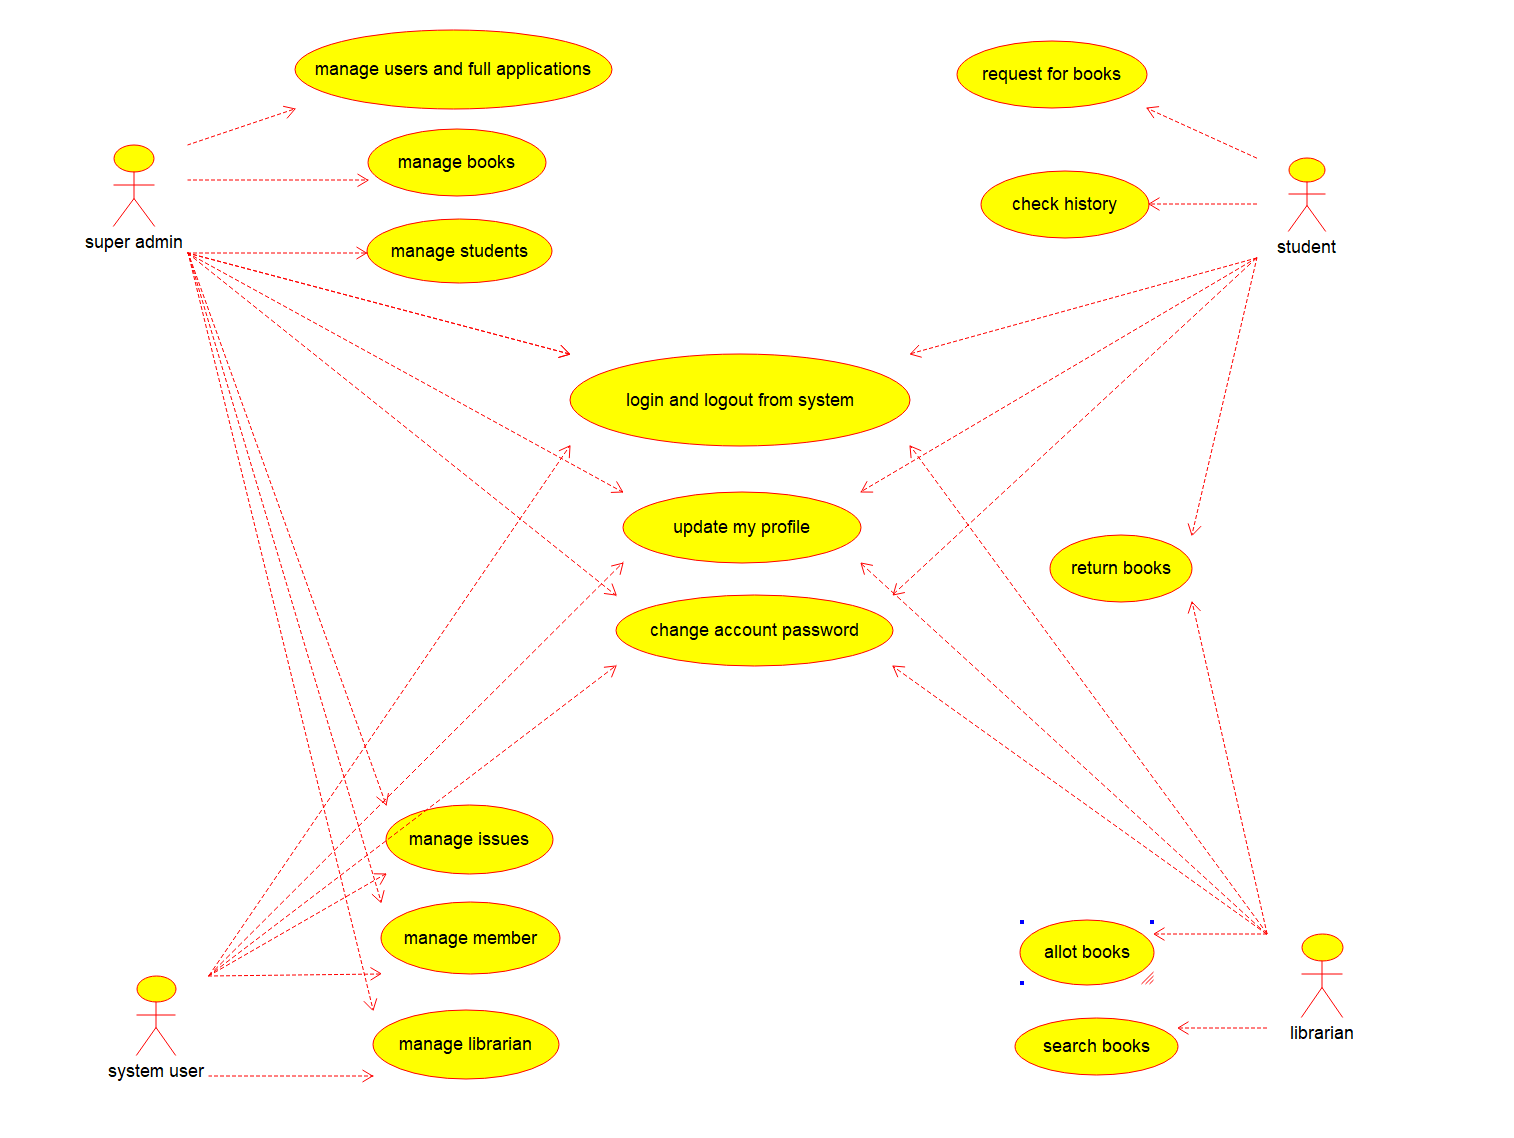 manage users and full applications
request for books
manage books
check history
super admin
student
manage students
login and logout from system
update my profile
return books
change account password
manage issues
manage member
allot books
librarian
manage librarian
search books
system user